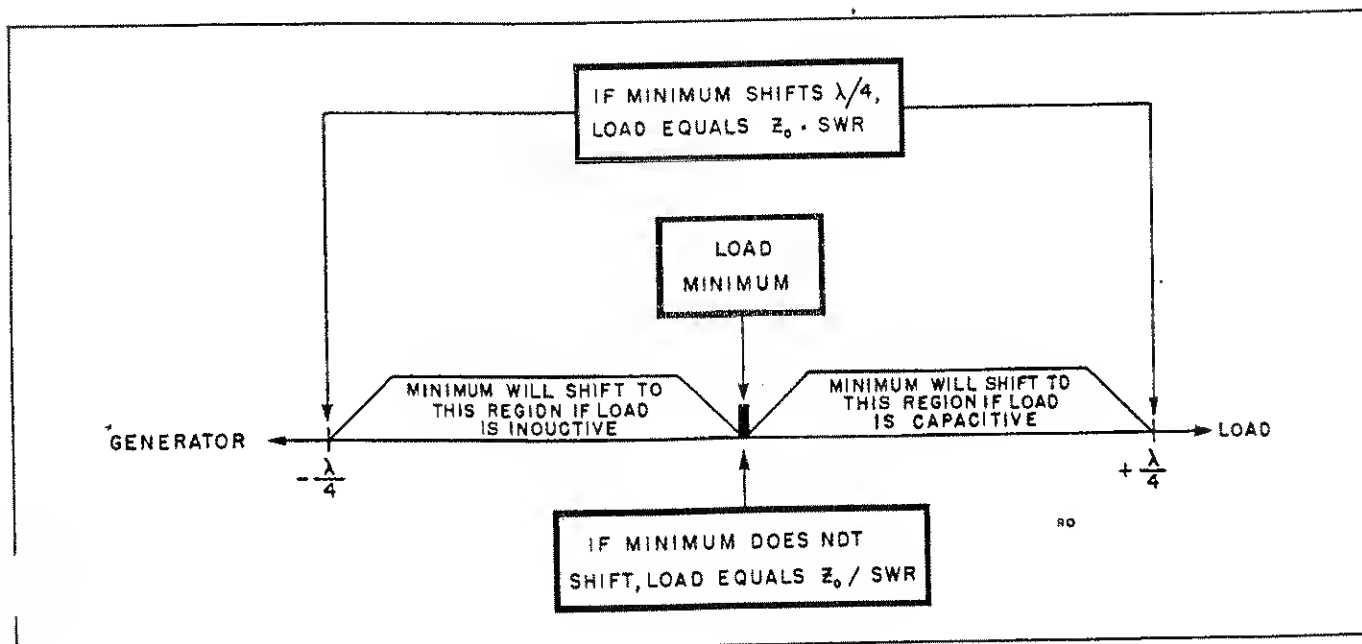 IF MINIMUM SHIFTS λ/4,
LOAD EQUALS Z₀ • SWR
LOAD
MINIMUM
MINIMUM WILL SHIFT TO
THIS REGION IF LOAD
IS INDUCTIVE
MINIMUM WILL SHIFT TO
THIS REGION IF LOAD
IS CAPACITIVE
GENERATOR
LOAD
- λ/4
+ λ/4
IF MINIMUM DOES NOT
SHIFT, LOAD EQUALS Z₀ / SWR